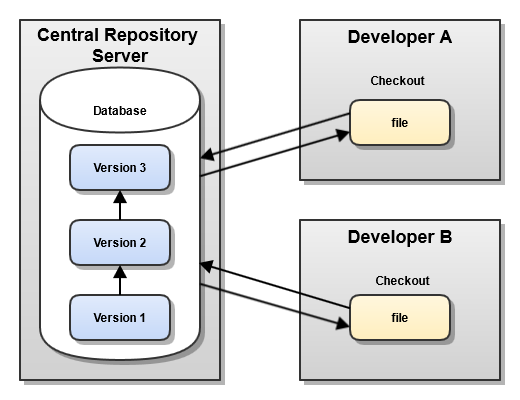 Central Repository
Server
Database
Version 3
Version 2
Version 1
Developer A
Checkout
file
Developer B
Checkout
file